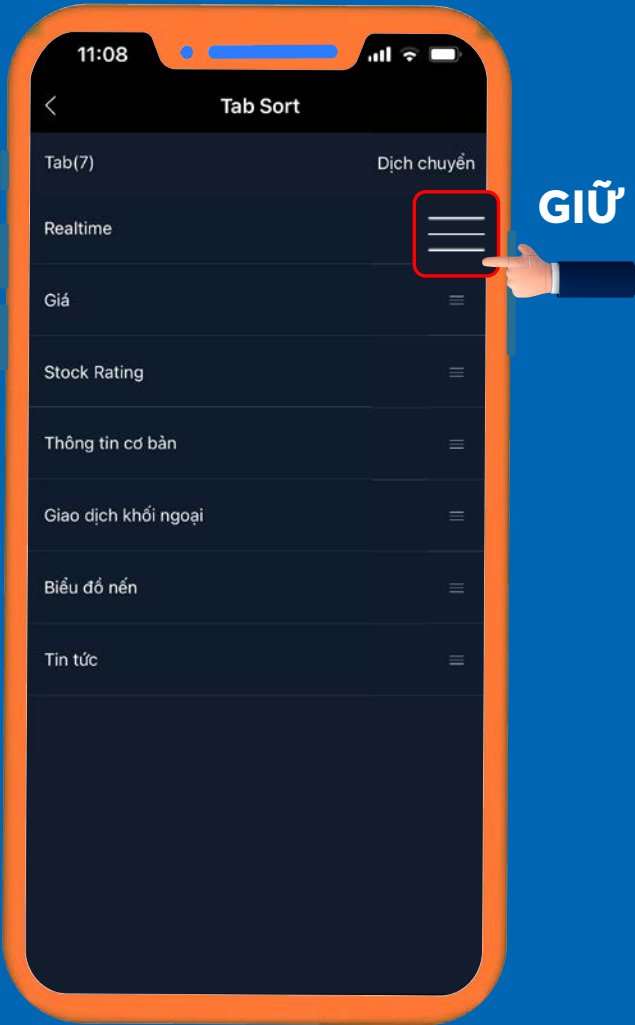 11:08
Tab Sort
Tab(7) Dịch chuyển
Realtime
GIỮ
Giá
Stock Rating
Thông tin cơ bản
Giao dịch khối ngoại
Biểu đồ nến
Tin tức